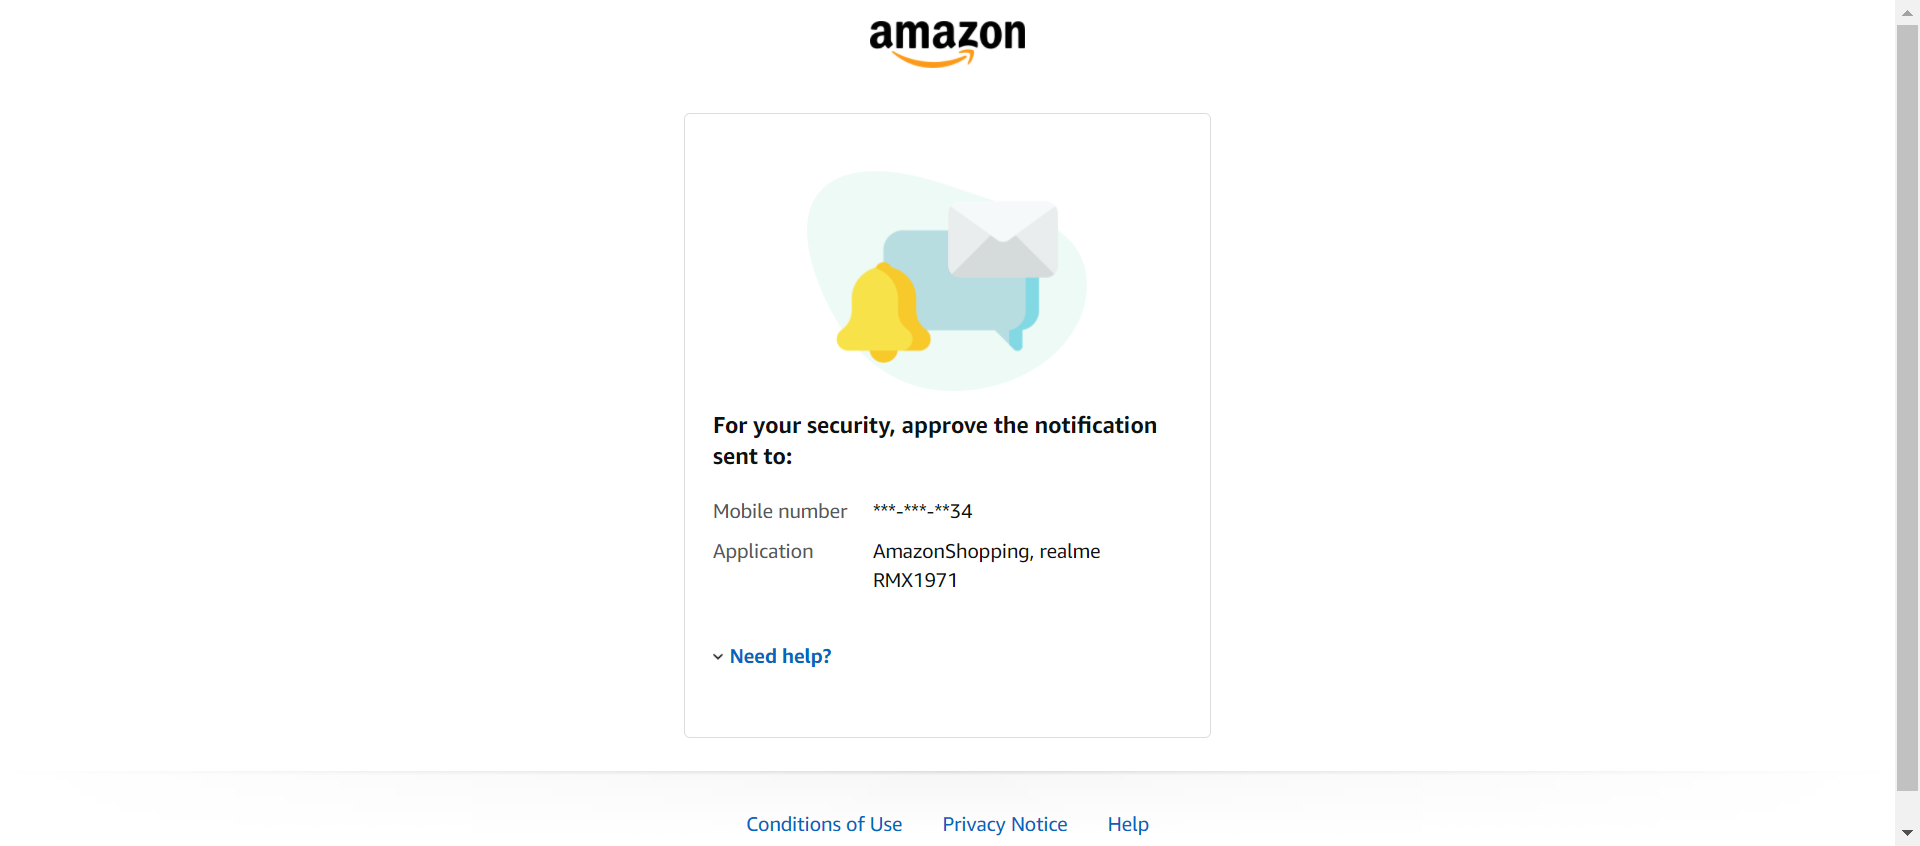 amazon
For your security, approve the notification
sent to:
Mobile number ***-***-**34
Application AmazonShopping, realme
RMX1971
Need help?
Conditions of Use Privacy Notice Help